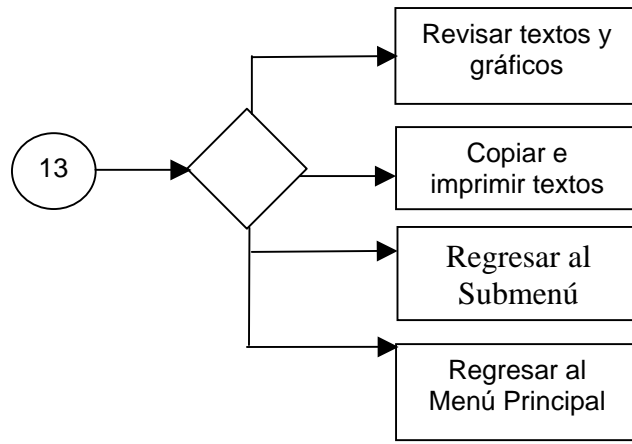 Revisar textos y
gráficos
13
Copiar e
imprimir textos
Regresar al
Submenú
Regresar al
Menú Principal